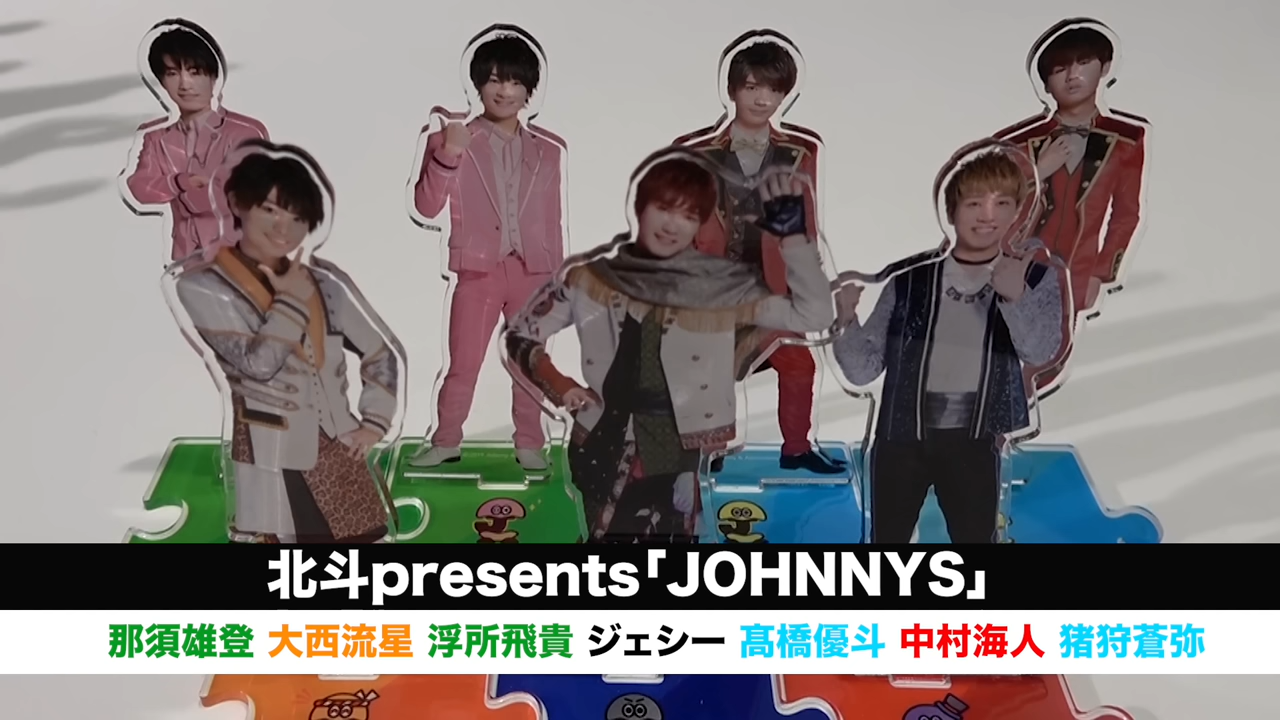 北斗presents「JOHNNYS」
那須雄登 大西流星 浮所飛貴 ジェシー 髙橋優斗 中村海人 猪狩蒼弥